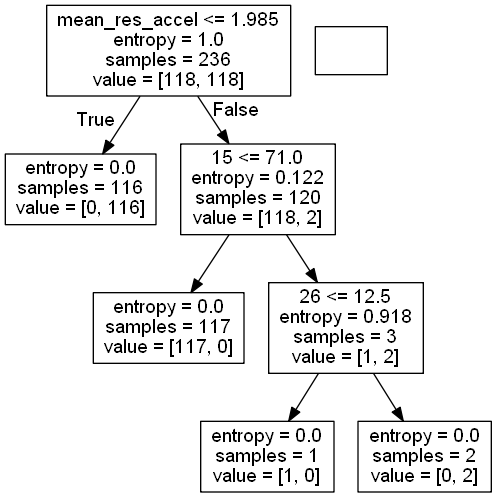 mean_res_accel <= 1.985
entropy = 1.0
samples = 236
value = [118, 118]
True
False
entropy = 0.0
samples = 116
value = [0, 116]
15 <= 71.0
entropy = 0.122
samples = 120
value = [118, 2]
entropy = 0.0
samples = 117
value = [117, 0]
26 <= 12.5
entropy = 0.918
samples = 3
value = [1, 2]
entropy = 0.0
samples = 1
value = [1, 0]
entropy = 0.0
samples = 2
value = [0, 2]